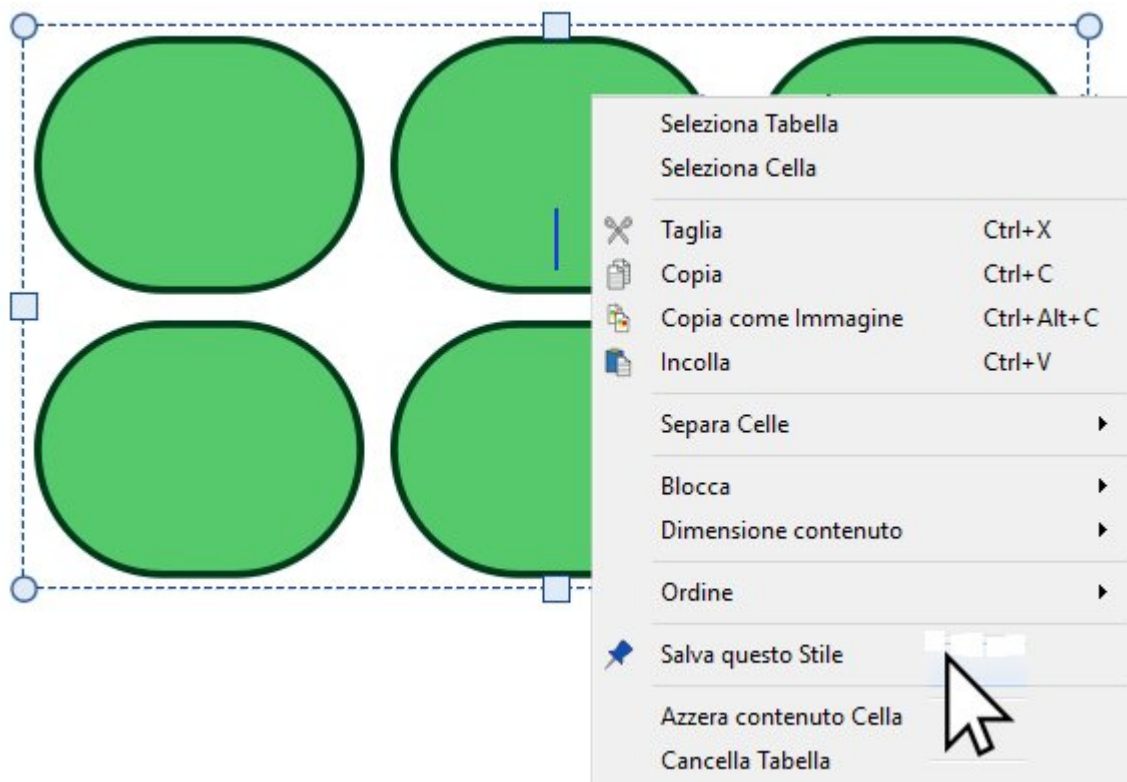 Seleziona Tabella
Seleziona Cella
Taglia Ctrl+X
Copia Ctrl+C
Copia come Immagine Ctrl+Alt+C
Incolla Ctrl+V
Separa Celle
Blocca
Dimensione contenuto
Ordine
Salva questo Stile
Azzera contenuto Cella
Cancella Tabella